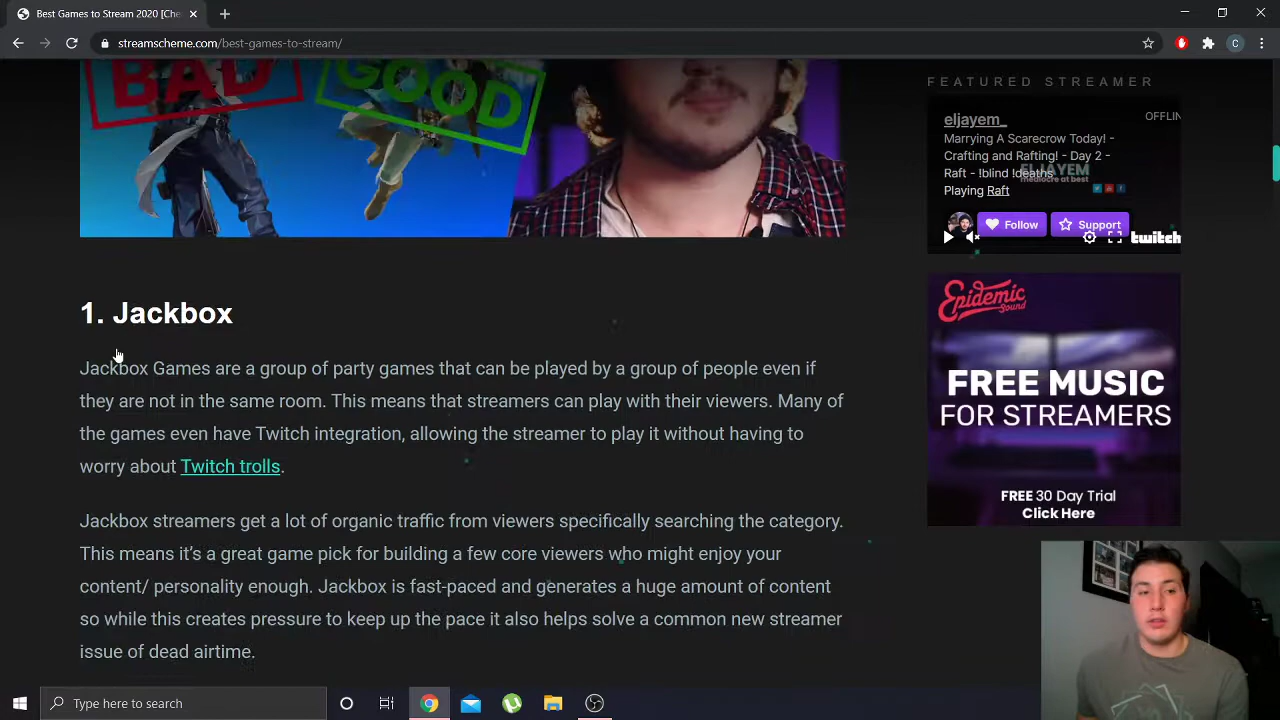 Best Games to Stream 2020 [Che
streamscheme.com/best-games-to-stream/
C
BAD
GOOD
FEATURED STREAMER
eljayem_
OFFLIN
Marrying A Scarecrow Today! -
Crafting and Rafting! - Day 2 -
Raft - !blind !deaths
ELJAYEM
mediocre at best
Playing Raft
Follow
Support
twitch
Epidemic
Sound
FREE MUSIC
FOR STREAMERS
FREE 30 Day Trial
Click Here
1. Jackbox
Jackbox Games are a group of party games that can be played by a group of people even if
they are not in the same room. This means that streamers can play with their viewers. Many of
the games even have Twitch integration, allowing the streamer to play it without having to
worry about Twitch trolls.
Jackbox streamers get a lot of organic traffic from viewers specifically searching the category.
This means it's a great game pick for building a few core viewers who might enjoy your
content/ personality enough. Jackbox is fast-paced and generates a huge amount of content
so while this creates pressure to keep up the pace it also helps solve a common new streamer
issue of dead airtime.
Type here to search